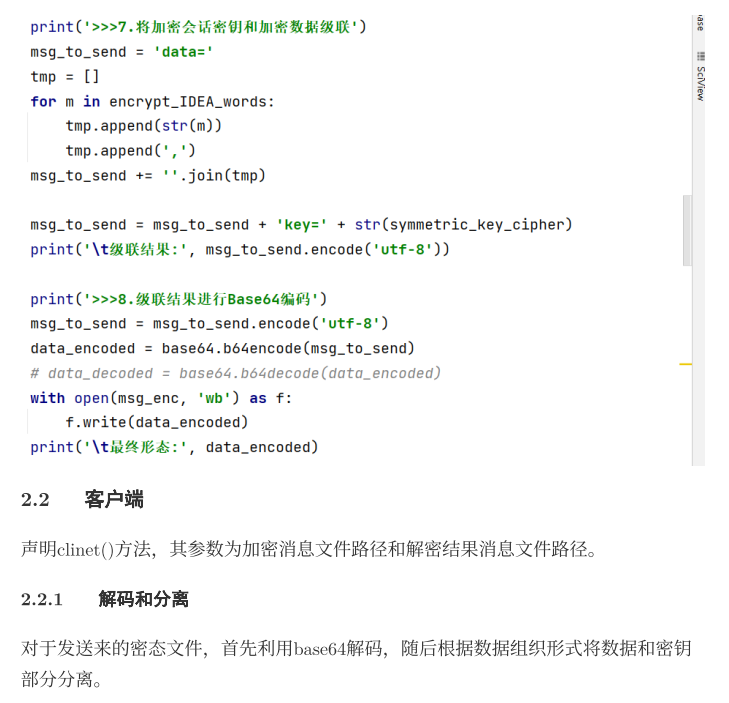 print('>>>7.将加密会话密钥和加密数据级联')
msg_to_send = 'data='
tmp = []
for m in encrypt_IDEA_words:
    tmp.append(str(m))
    tmp.append(',')
msg_to_send += ''.join(tmp)
msg_to_send = msg_to_send + 'key=' + str(symmetric_key_cipher)
print('\t级联结果:', msg_to_send.encode('utf-8'))
print('>>>8.级联结果进行Base64编码')
msg_to_send = msg_to_send.encode('utf-8')
data_encoded = base64.b64encode(msg_to_send)
# data_decoded = base64.b64decode(data_encoded)
with open(msg_enc, 'wb') as f:
    f.write(data_encoded)
print('\t最终形态:', data_encoded)
SciView
2.2 客户端
声明clinet()方法，其参数为加密消息文件路径和解密结果消息文件路径。
2.2.1 解码和分离
对于发送来的密态文件，首先利用base64解码，随后根据数据组织形式将数据和密钥
部分分离。